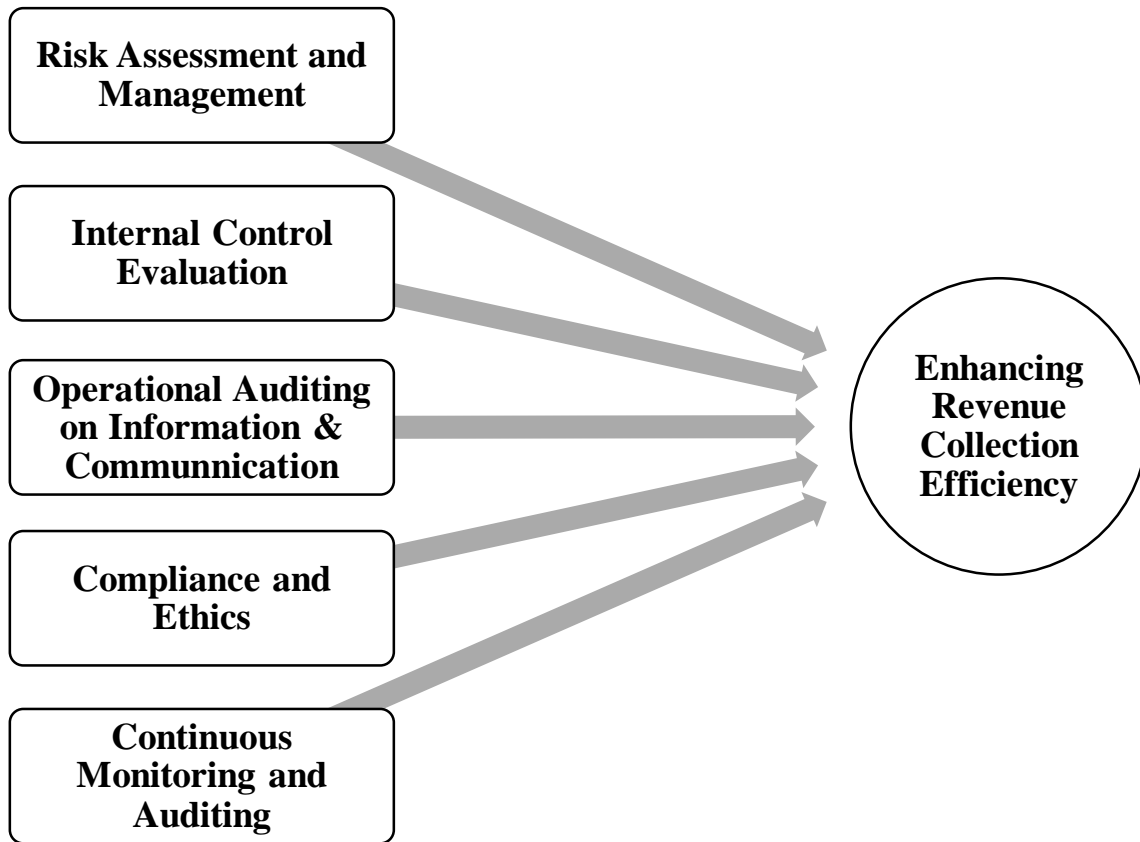 Risk Assessment and
Management
Internal Control
Evaluation
Operational Auditing
on Information &
Communnication
Compliance and
Ethics
Continuous
Monitoring and
Auditing
Enhancing
Revenue
Collection
Efficiency